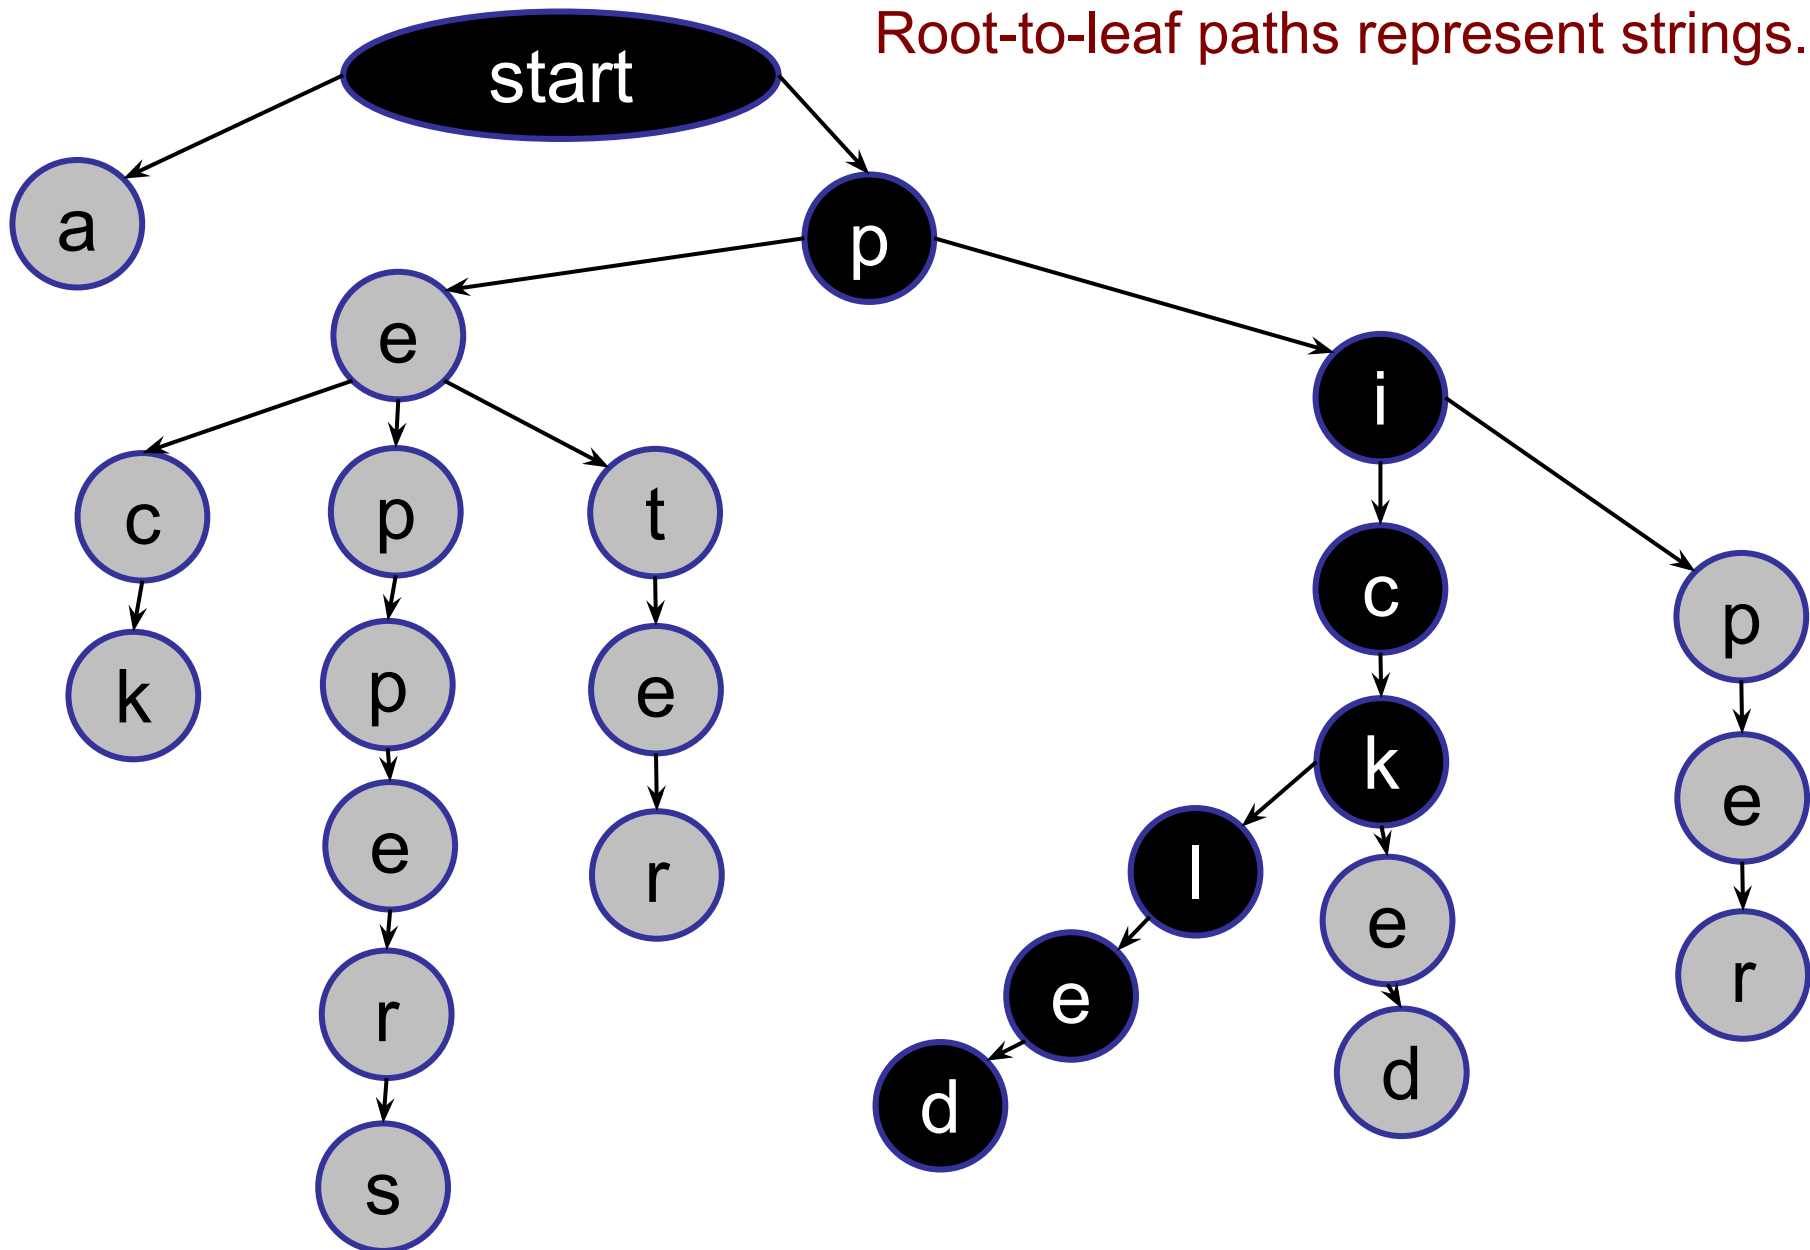 Root-to-leaf paths represent strings.
start
a
p
e
i
c
p
t
c
p
k
p
e
k
e
e
r
l
e
r
r
e
d
d
s